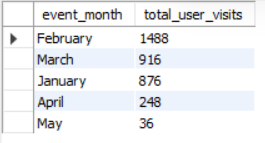 event_month total_user_visits
February 1488
March 916
January 876
April 248
May 36